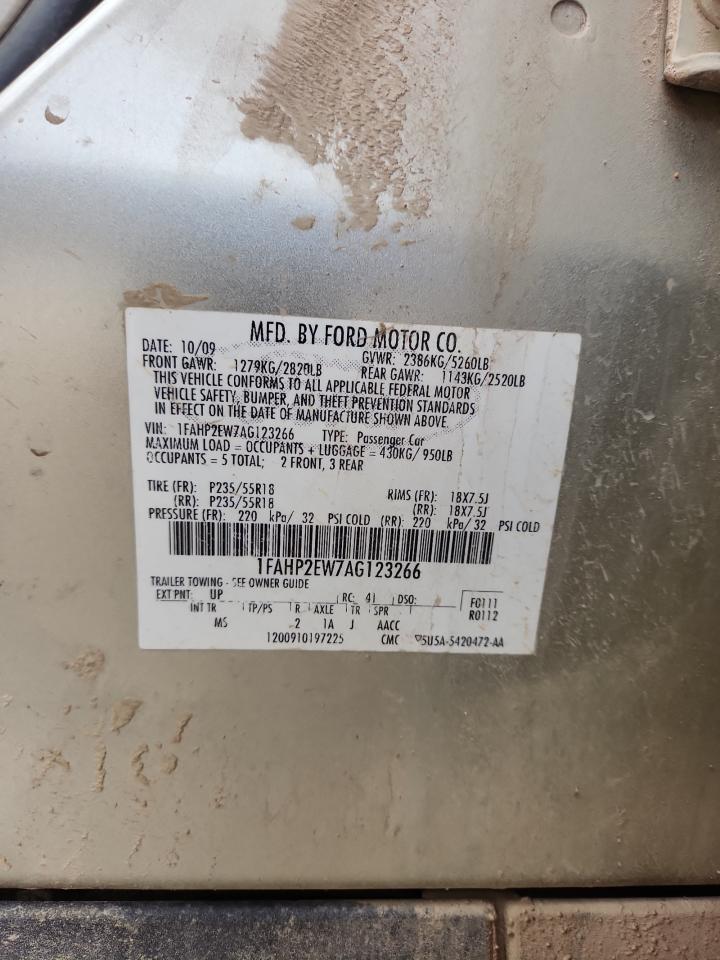 MFD. BY FORD MOTOR CO.
DATE: 10/09 GVWR: 2386KG/5260LB
FRONT GAWR: 1279KG/2820LB REAR GAWR: 1143KG/2520LB
THIS VEHICLE CONFORMS TO ALL APPLICABLE FEDERAL MOTOR
VEHICLE SAFETY, BUMPER, AND THEFT PREVENTION STANDARDS
IN EFFECT ON THE DATE OF MANUFACTURE SHOWN ABOVE.
VIN: 1FAHP2EW7AG123266 TYPE: Passenger Car
MAXIMUM LOAD = OCCUPANTS + LUGGAGE = 430KG/ 950LB
OCCUPANTS = 5 TOTAL; 2 FRONT, 3 REAR
TIRE (FR): P235/55R18 RIMS (FR): 18X7.5J
(RR): P235/55R18 (RR): 18X7.5J
PRESSURE (FR): 220 kPa/ 32 PSI COLD (RR): 220 kPa/ 32 PSI COLD
1FAHP2EW7AG123266
TRAILER TOWING - SEE OWNER GUIDE
EXT PNT: UP RC: 41 DSO: F0111
INT TR TP/PS R AXLE TR SPR R0112
MS 2 1A J AACC
1200910197225 CMC 5U5A-5420472-AA